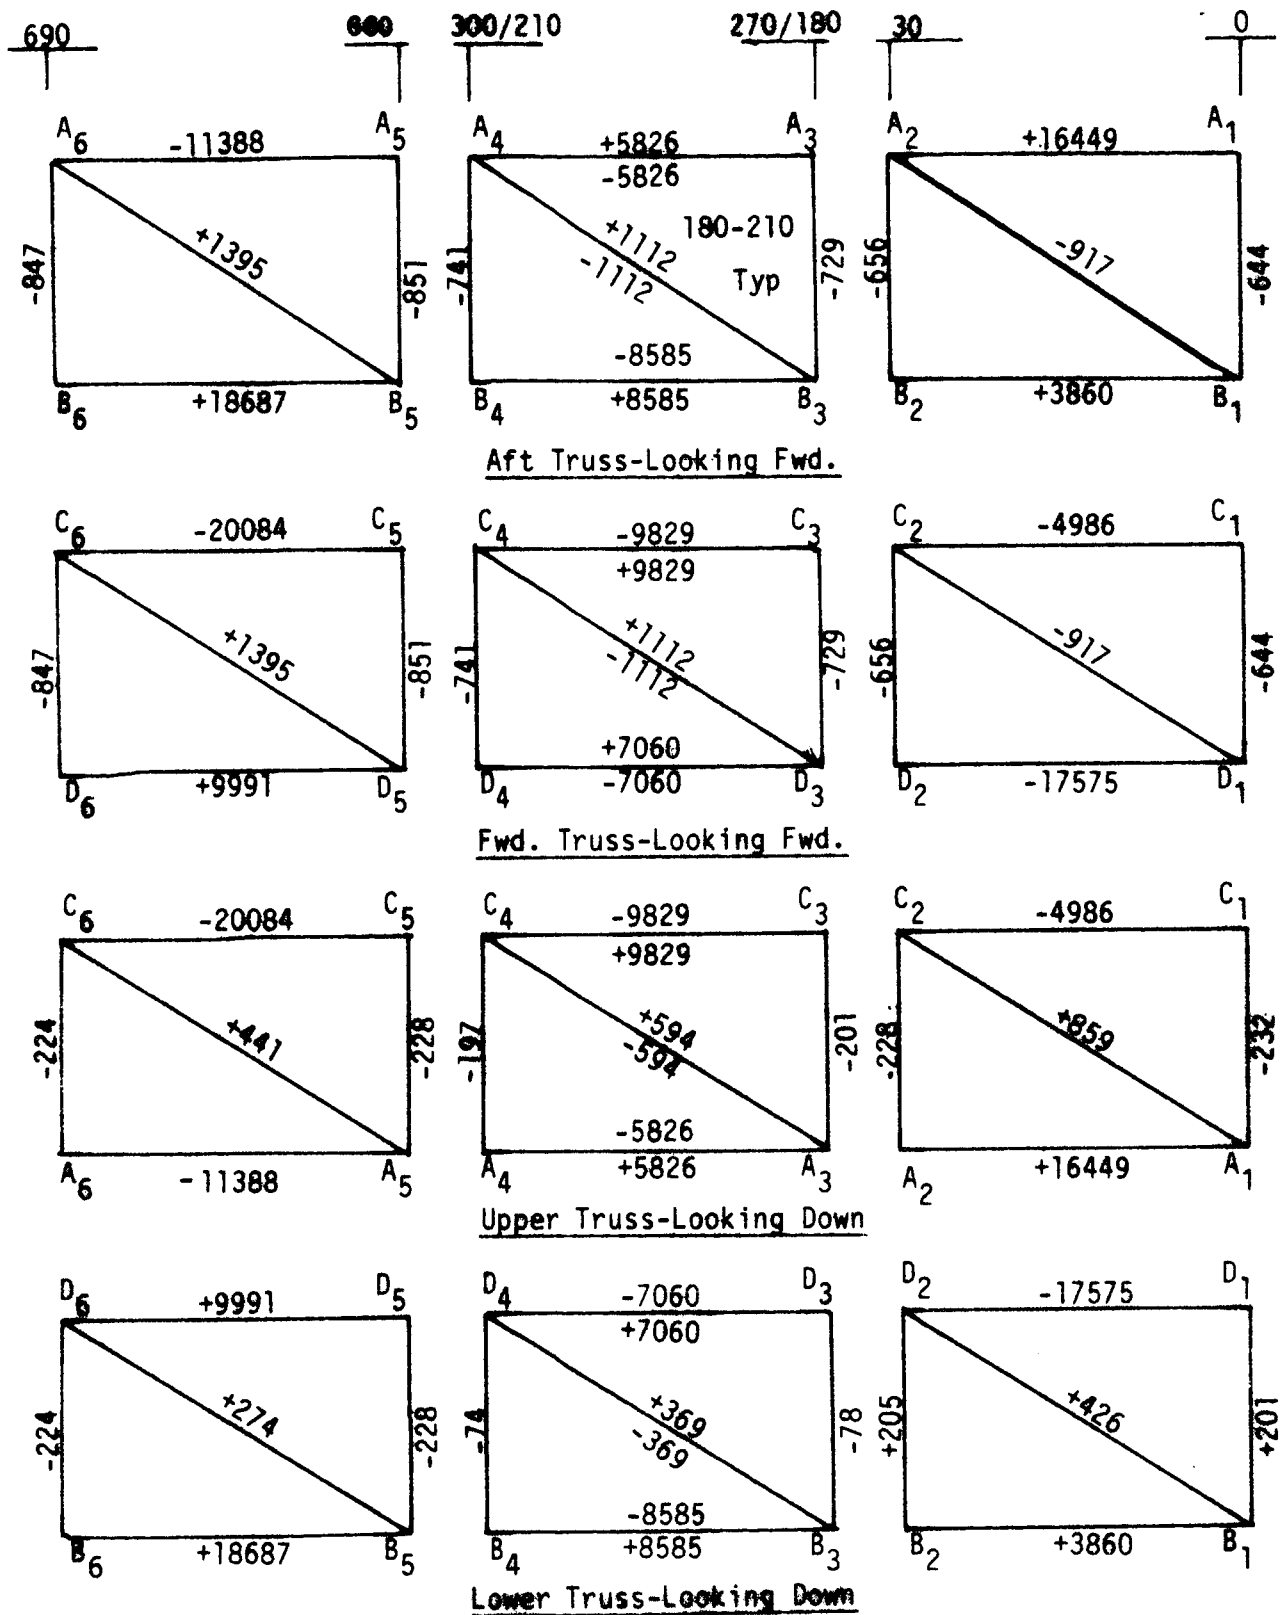 690 660 300/210 270/180 30 0
A6 -11388 A5 A4 +5826 A3 A2 +16449 A1
-5826
-847 +1395 -851 -741 +1112 180-210 -729 -656 -917 -644
-1112 Typ
-8585
B6 +18687 B5 B4 +8585 B3 B2 +3860 B1
Aft Truss-Looking Fwd.
C6 -20084 C5 C4 -9829 C3 C2 -4986 C1
+9829
-847 +1395 -851 -741 +1112 -729 -656 -917 -644
-1112
+7060
D6 +9991 D5 D4 -7060 D3 D2 -17575 D1
Fwd. Truss-Looking Fwd.
C6 -20084 C5 C4 -9829 C3 C2 -4986 C1
+9829
-224 +441 -228 -197 +594 -201 -228 +859 -232
-594
-5826
A6 -11388 A5 A4 +5826 A3 A2 +16449 A1
Upper Truss-Looking Down
D6 +9991 D5 D4 -7060 D3 D2 -17575 D1
+7060
-224 +274 -228 -74 +369 -78 +205 +426 +201
-369
-8585
B6 +18687 B5 B4 +8585 B3 B2 +3860 B1
Lower Truss-Looking Down